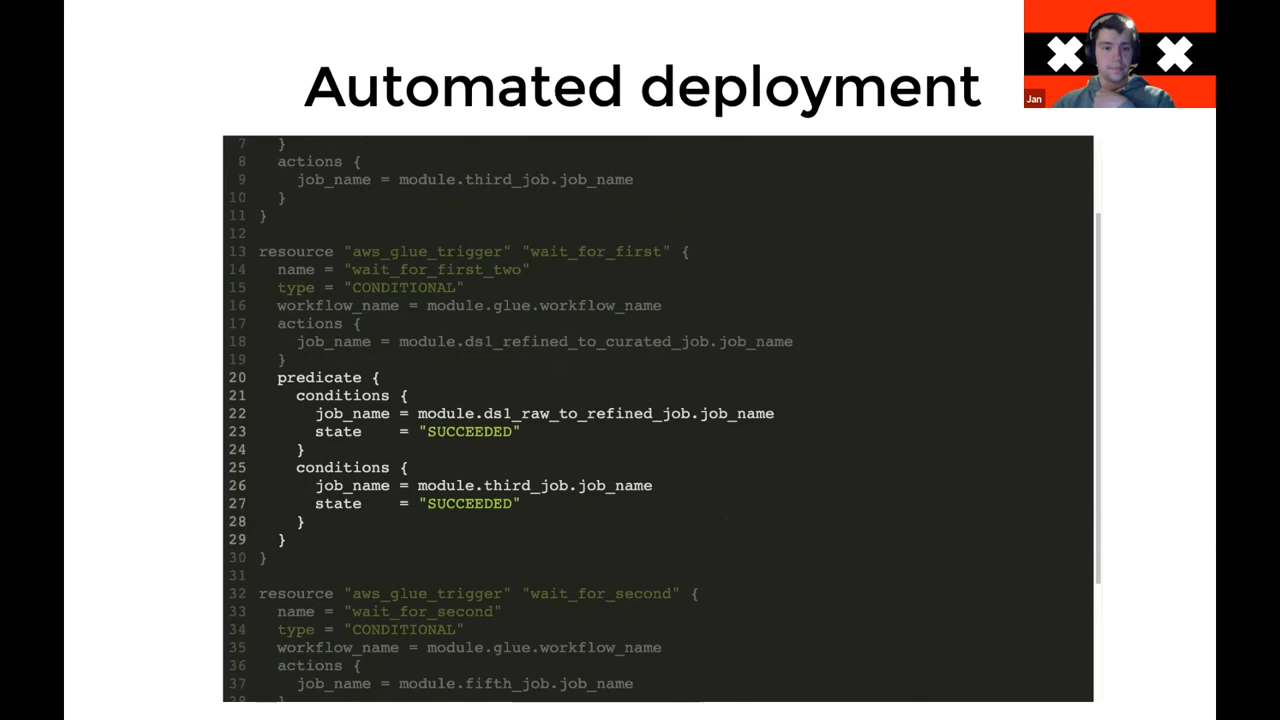 Automated deployment
Jan
7 }
8 actions {
9 job_name = module.third_job.job_name
10 }
11 }
12
13 resource "aws_glue_trigger" "wait_for_first" {
14 name = "wait_for_first_two"
15 type = "CONDITIONAL"
16 workflow_name = module.glue.workflow_name
17 actions {
18 job_name = module.ds1_refined_to_curated_job.job_name
19 }
20 predicate {
21 conditions {
22 job_name = module.ds1_raw_to_refined_job.job_name
23 state = "SUCCEEDED"
24 }
25 conditions {
26 job_name = module.third_job.job_name
27 state = "SUCCEEDED"
28 }
29 }
30 }
31
32 resource "aws_glue_trigger" "wait_for_second" {
33 name = "wait_for_second"
34 type = "CONDITIONAL"
35 workflow_name = module.glue.workflow_name
36 actions {
37 job_name = module.fifth_job.job_name
38 }